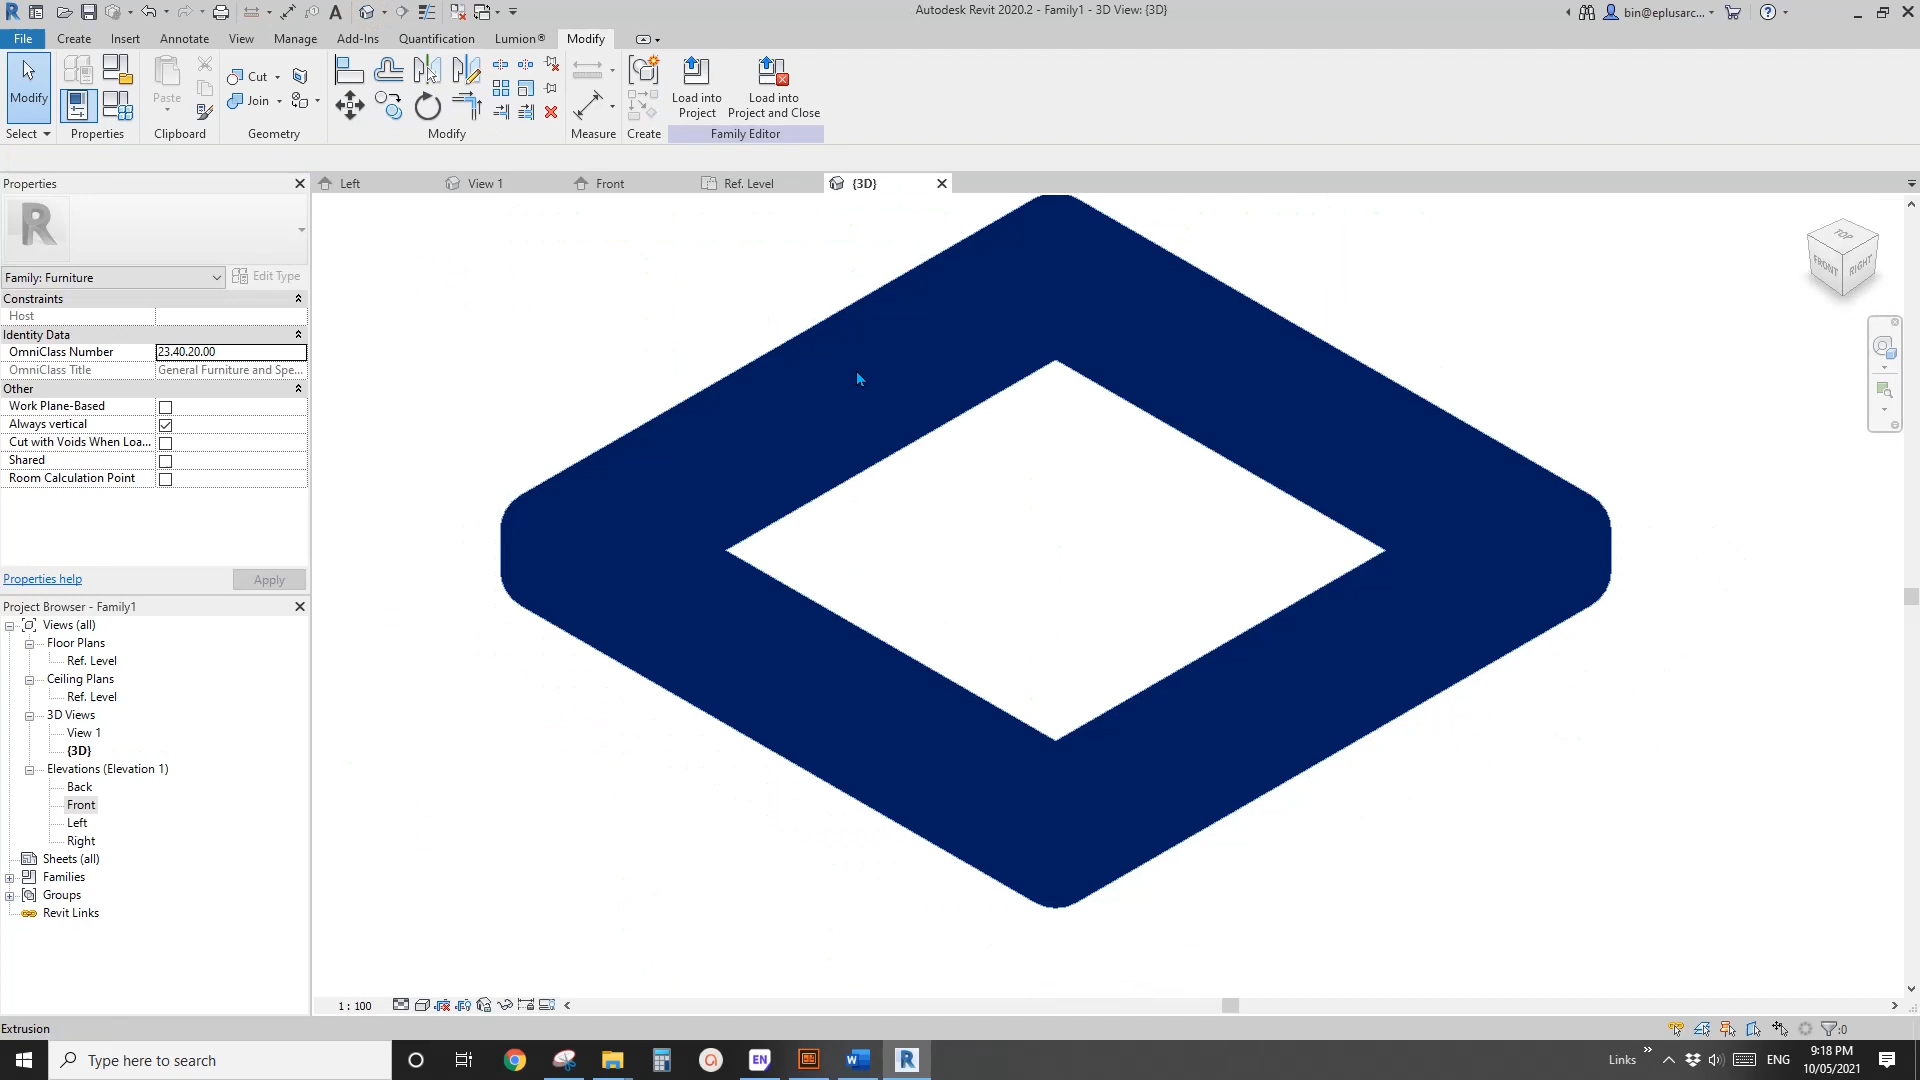 Autodesk Revit 2020.2 - Family1 - 3D View: {3D}
bin@eplusarc...
File Create Insert Annotate View Manage Add-Ins Quantification Lumion® Modify
Modify
Paste
Cut
Join
Load into
Project
Load into
Project and Close
Select Properties Clipboard Geometry Modify Measure Create Family Editor
Properties
Left View 1 Front Ref. Level {3D}
R
Family: Furniture Edit Type
Constraints
Host
Identity Data
OmniClass Number 23.40.20.00
OmniClass Title General Furniture and Spe...
Other
Work Plane-Based
Always vertical
Cut with Voids When Loa...
Shared
Room Calculation Point
Properties help Apply
TOP
FRONT RIGHT
Project Browser - Family1
Views (all)
Floor Plans
Ref. Level
Ceiling Plans
Ref. Level
3D Views
View 1
{3D}
Elevations (Elevation 1)
Back
Front
Left
Right
Sheets (all)
Families
Groups
Revit Links
1 : 100
Extrusion
:0
Type here to search
EN
Links
ENG
9:18 PM
10/05/2021